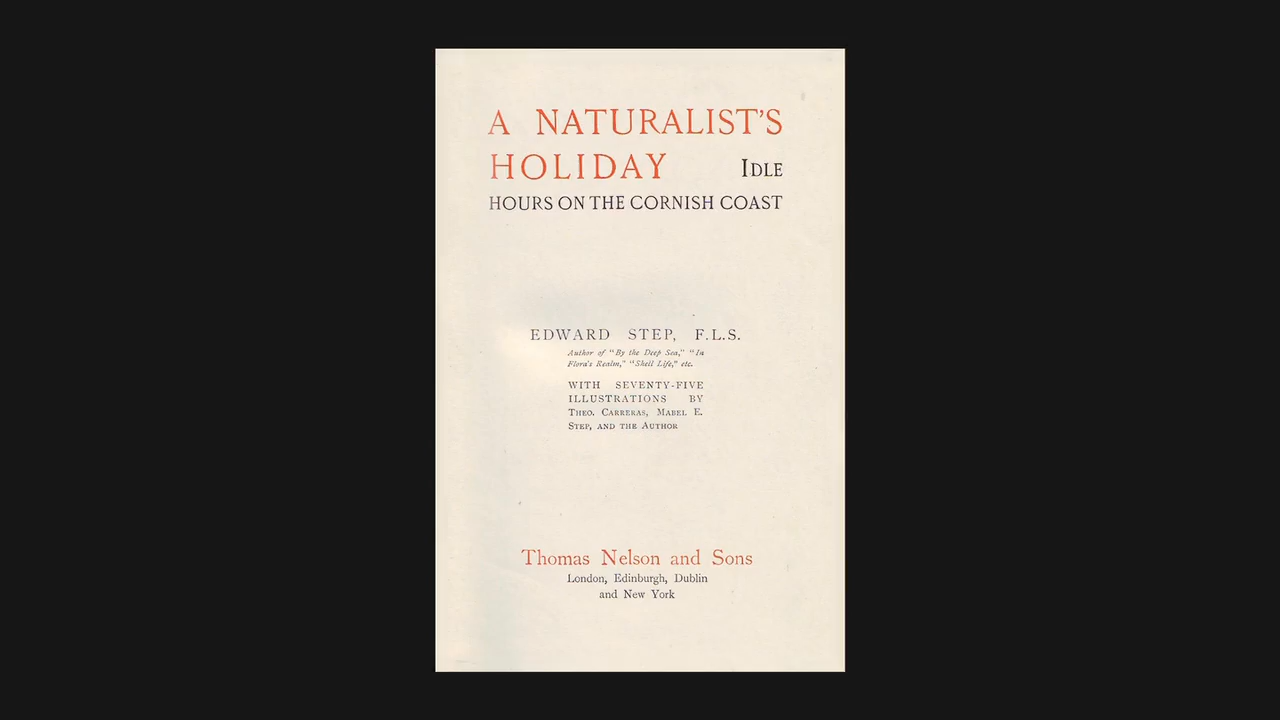 A NATURALIST'S
HOLIDAY IDLE
HOURS ON THE CORNISH COAST
EDWARD STEP, F.L.S.
Author of "By the Deep Sea," "In
Flora's Realm," "Shell Life," etc.
WITH SEVENTY-FIVE
ILLUSTRATIONS BY
THEO. CARRERAS, MABEL E.
STEP, AND THE AUTHOR
Thomas Nelson and Sons
London, Edinburgh, Dublin
and New York